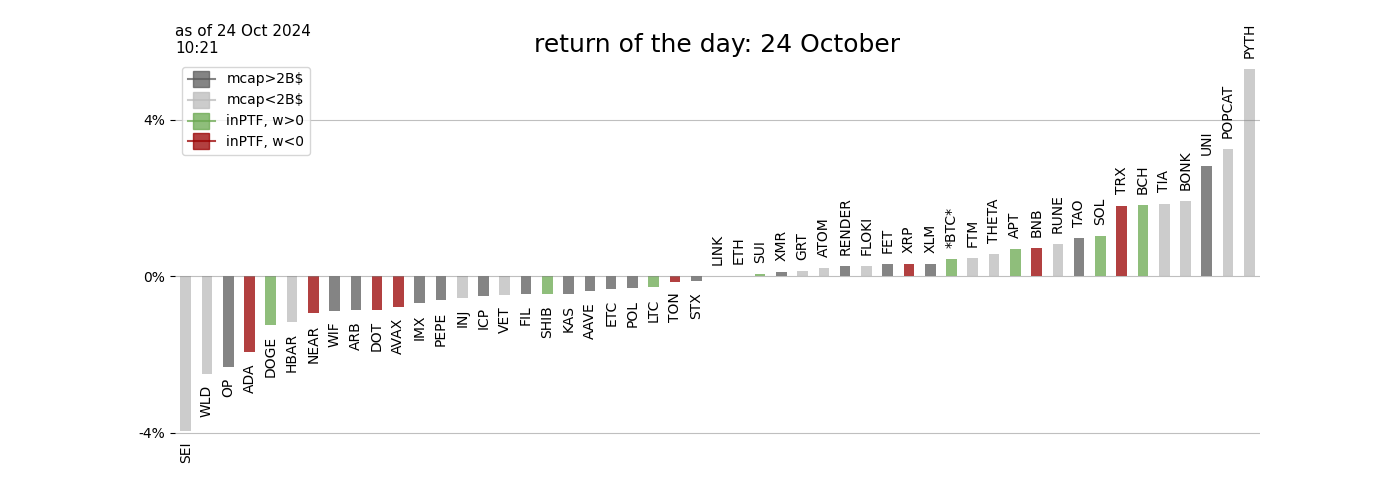 as of 24 Oct 2024
10:21
return of the day: 24 October
mcap>2B$
mcap<2B$
inPTF, w>0
inPTF, w<0
4%
0%
-4%
SEI
WLD
OP
ADA
DOGE
HBAR
NEAR
WIF
ARB
DOT
AVAX
IMX
PEPE
INJ
ICP
VET
FIL
SHIB
KAS
AAVE
ETC
POL
LTC
TON
STX
LINK
ETH
SUI
XMR
GRT
ATOM
RENDER
FLOKI
FET
XRP
XLM
*BTC*
FTM
THETA
APT
BNB
RUNE
TAO
SOL
TRX
BCH
TIA
BONK
UNI
POPCAT
PYTH